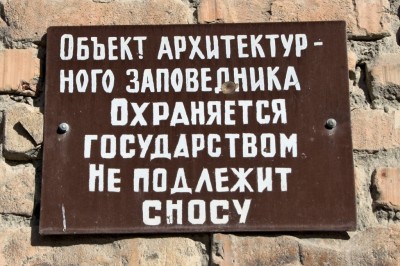 Объект архитектур-
ного заповедника
Охраняется
государством
Не подлежит
сносу